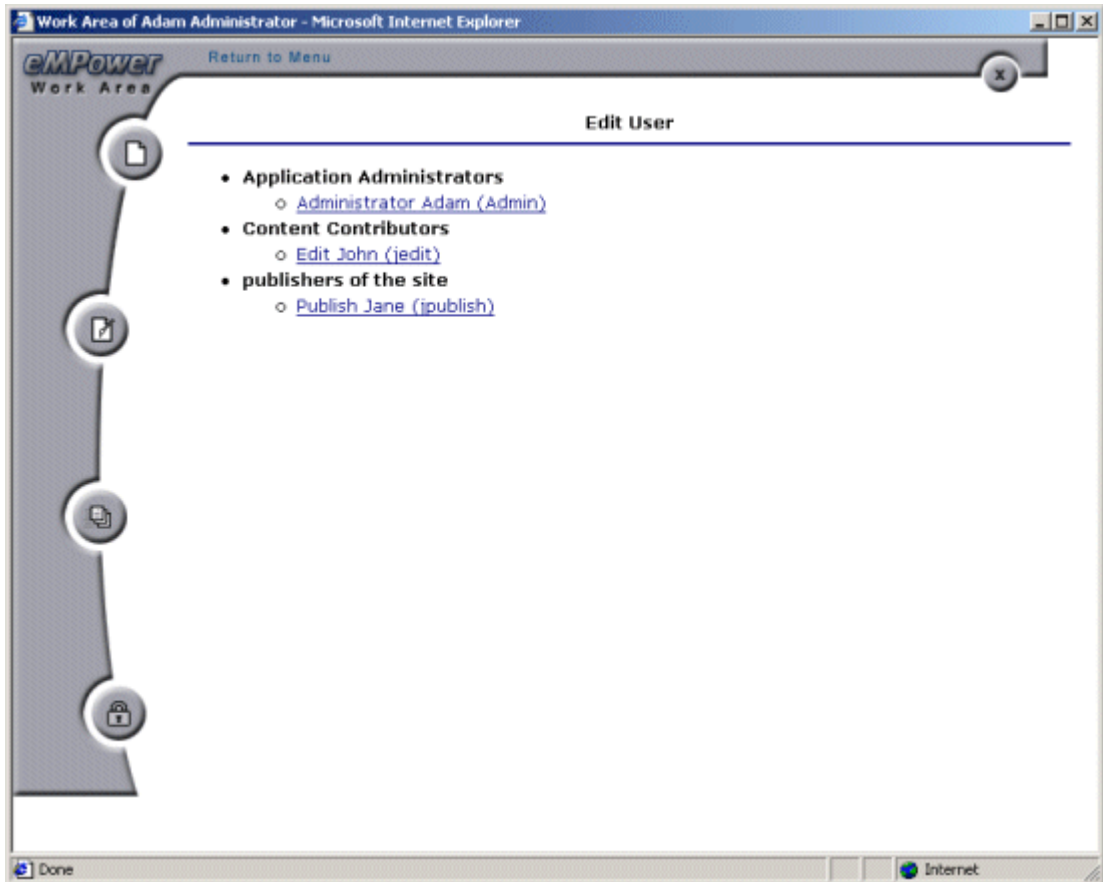 Work Area of Adam Administrator - Microsoft Internet Explorer
eMPower
Work Area
Return to Menu
x
Edit User
• Application Administrators
○ Administrator Adam (Admin)
• Content Contributors
○ Edit John (jedit)
• publishers of the site
○ Publish Jane (jpublish)
Done
Internet